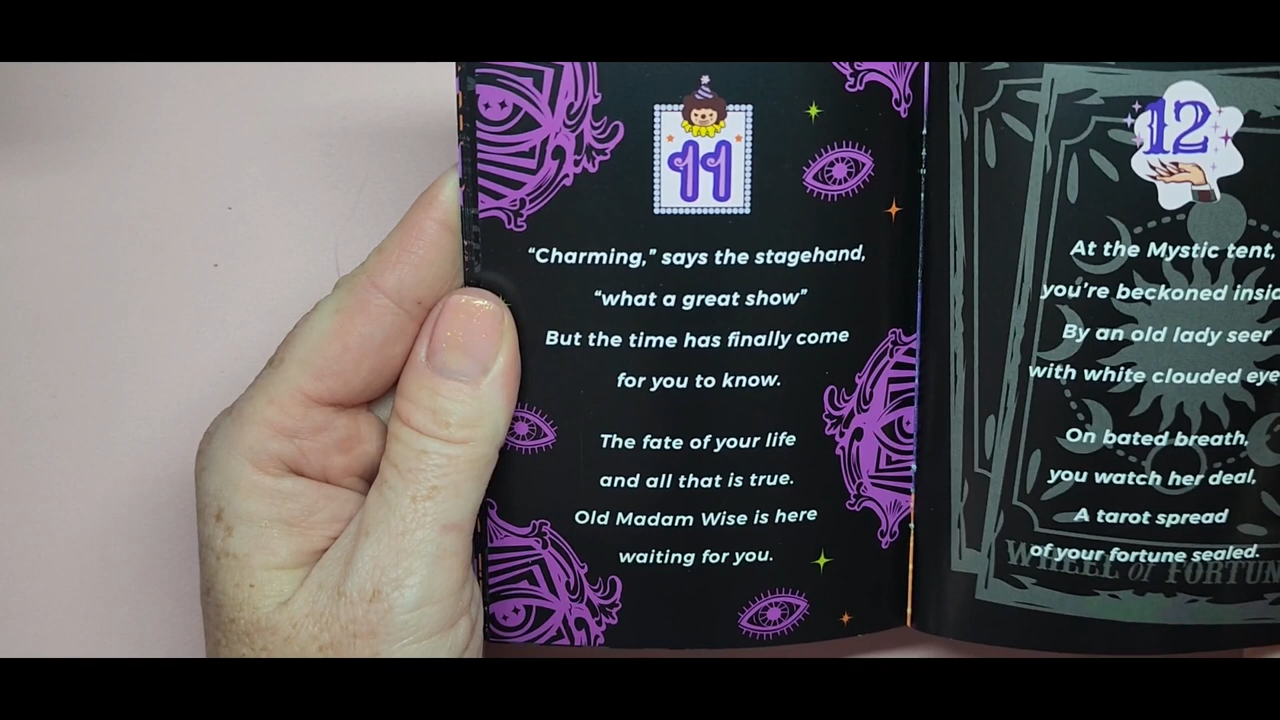 11
“Charming,” says the stagehand,
“what a great show”
But the time has finally come
for you to know.
The fate of your life
and all that is true.
Old Madam Wise is here
waiting for you.
12
At the Mystic tent,
you're beckoned
By an old lady seer
with white clouded
On bated breath,
you watch her deal,
A tarot spread
of your fortune sealed.
WHEEL of